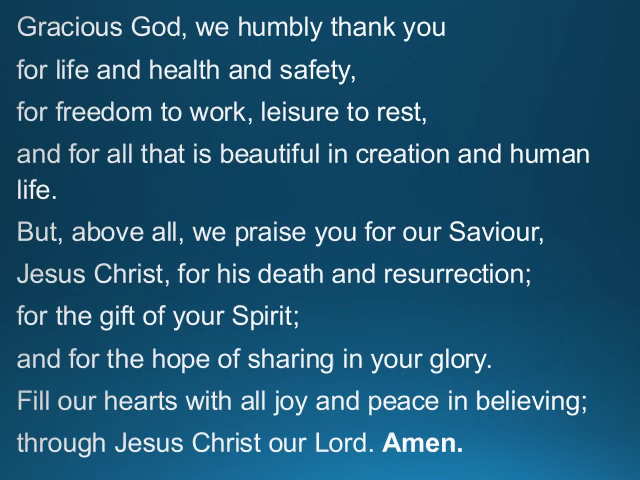 Gracious God, we humbly thank you
for life and health and safety,
for freedom to work, leisure to rest,
and for all that is beautiful in creation and human
life.
But, above all, we praise you for our Saviour,
Jesus Christ, for his death and resurrection;
for the gift of your Spirit;
and for the hope of sharing in your glory.
Fill our hearts with all joy and peace in believing;
through Jesus Christ our Lord. Amen.